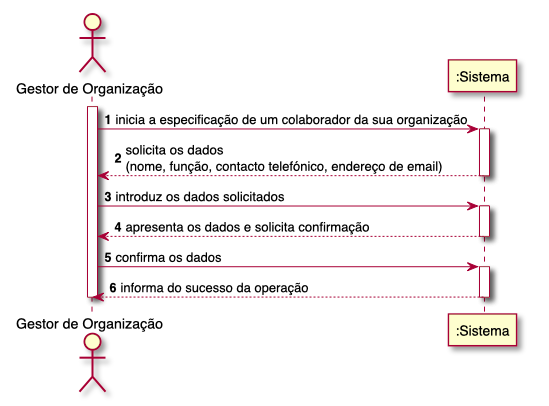 Gestor de Organização
:Sistema
1 inicia a especificação de um colaborador da sua organização
2 solicita os dados
(nome, função, contacto telefónico, endereço de email)
3 introduz os dados solicitados
4 apresenta os dados e solicita confirmação
5 confirma os dados
6 informa do sucesso da operação
Gestor de Organização
:Sistema